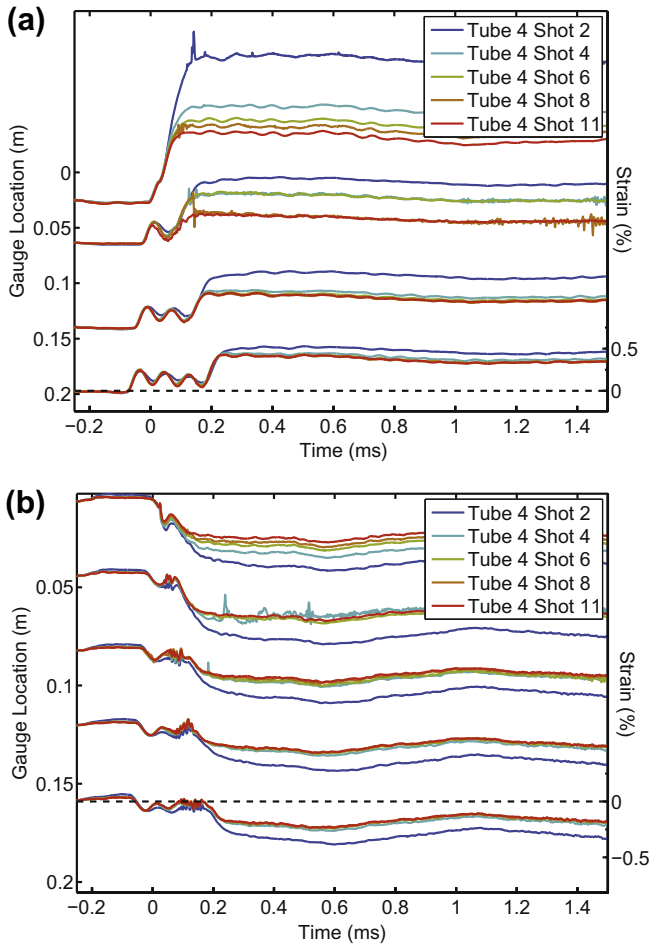 (a)
Tube 4 Shot 2
Tube 4 Shot 4
Tube 4 Shot 6
Tube 4 Shot 8
Tube 4 Shot 11
Gauge Location (m)
0
0.05
0.1
0.15
0.2
Strain (%)
0.5
0
−0.2 0 0.2 0.4 0.6 0.8 1 1.2 1.4
Time (ms)
(b)
Tube 4 Shot 2
Tube 4 Shot 4
Tube 4 Shot 6
Tube 4 Shot 8
Tube 4 Shot 11
Gauge Location (m)
0.05
0.1
0.15
0.2
Strain (%)
0
−0.5
−0.2 0 0.2 0.4 0.6 0.8 1 1.2 1.4
Time (ms)